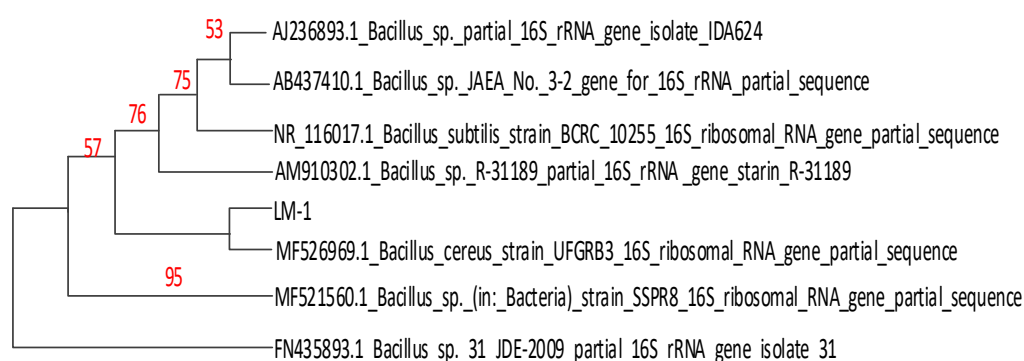 53
AJ236893.1_Bacillus_sp._partial_16S_rRNA_gene_isolate_IDA624
75
AB437410.1_Bacillus_sp._JAEA_No._3-2_gene_for_16S_rRNA_partial_sequence
76
NR_116017.1_Bacillus_subtilis_strain_BCRC_10255_16S_ribosomal_RNA_gene_partial_sequence
57
AM910302.1_Bacillus_sp._R-31189_partial_16S_rRNA _gene_starin_R-31189
LM-1
MF526969.1_Bacillus_cereus_strain_UFGRB3_16S_ribosomal_RNA_gene_partial_sequence
95
MF521560.1_Bacillus_sp._(in:_Bacteria)_strain_SSPR8_16S_ribosomal_RNA_gene_partial_sequence
FN435893.1_Bacillus_sp._31_JDE-2009_partial_16S_rRNA_gene_isolate_31